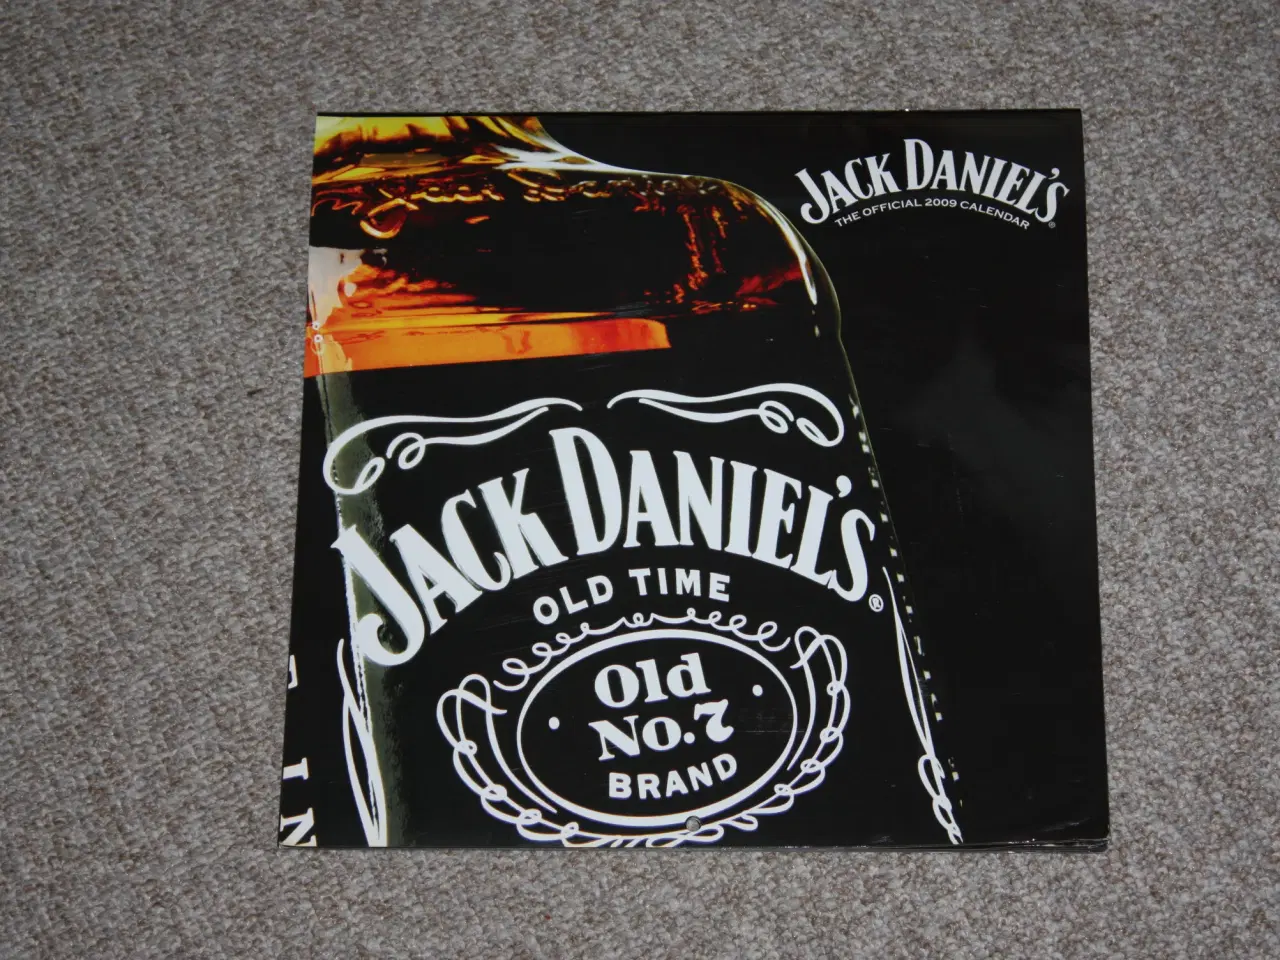 JACK DANIEL'S®
THE OFFICIAL 2009 CALENDAR
JACK DANIEL'S®
OLD TIME
Old
No.7
BRAND